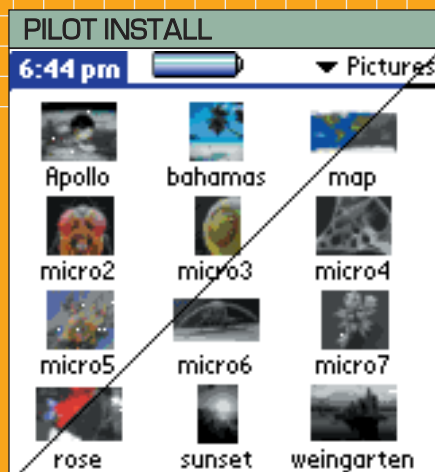 PILOT INSTALL
6:44 pm Pictures
Apollo bahamas map
micro2 micro3 micro4
micro5 micro6 micro7
rose sunset weingarten